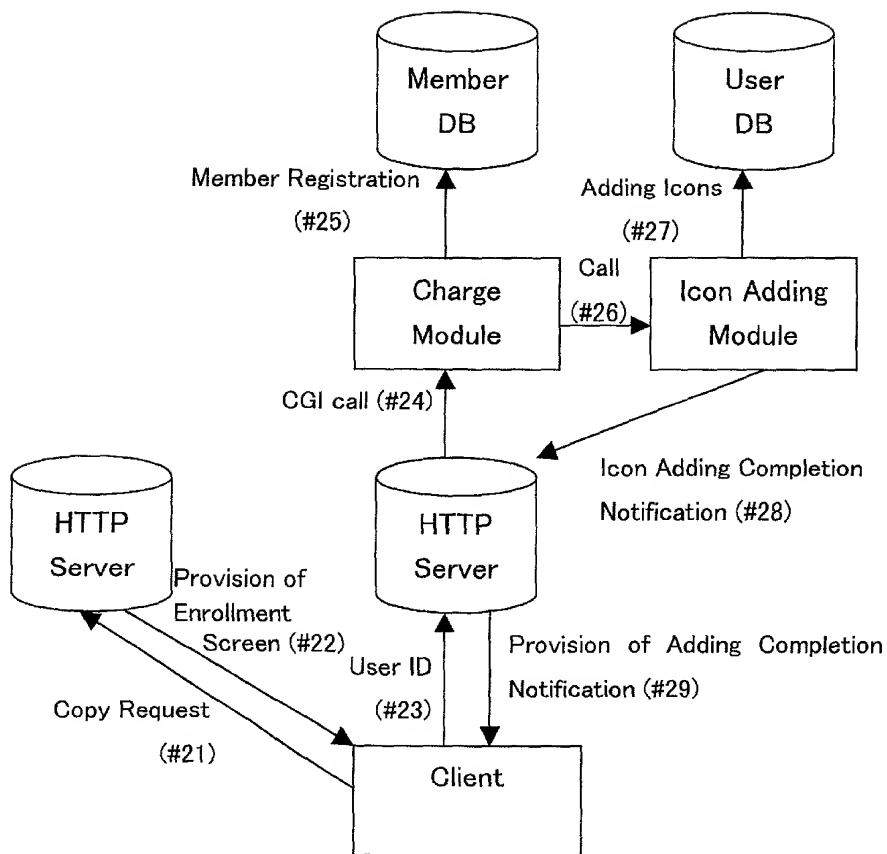 Member
DB
User
DB
Member Registration
(#25)
Adding Icons
(#27)
Charge
Module
Call
(#26)
Icon Adding
Module
CGI call (#24)
Icon Adding Completion
Notification (#28)
HTTP
Server
HTTP
Server
Provision of
Enrollment
Screen (#22)
User ID
(#23)
Provision of Adding Completion
Notification (#29)
Copy Request
(#21)
Client